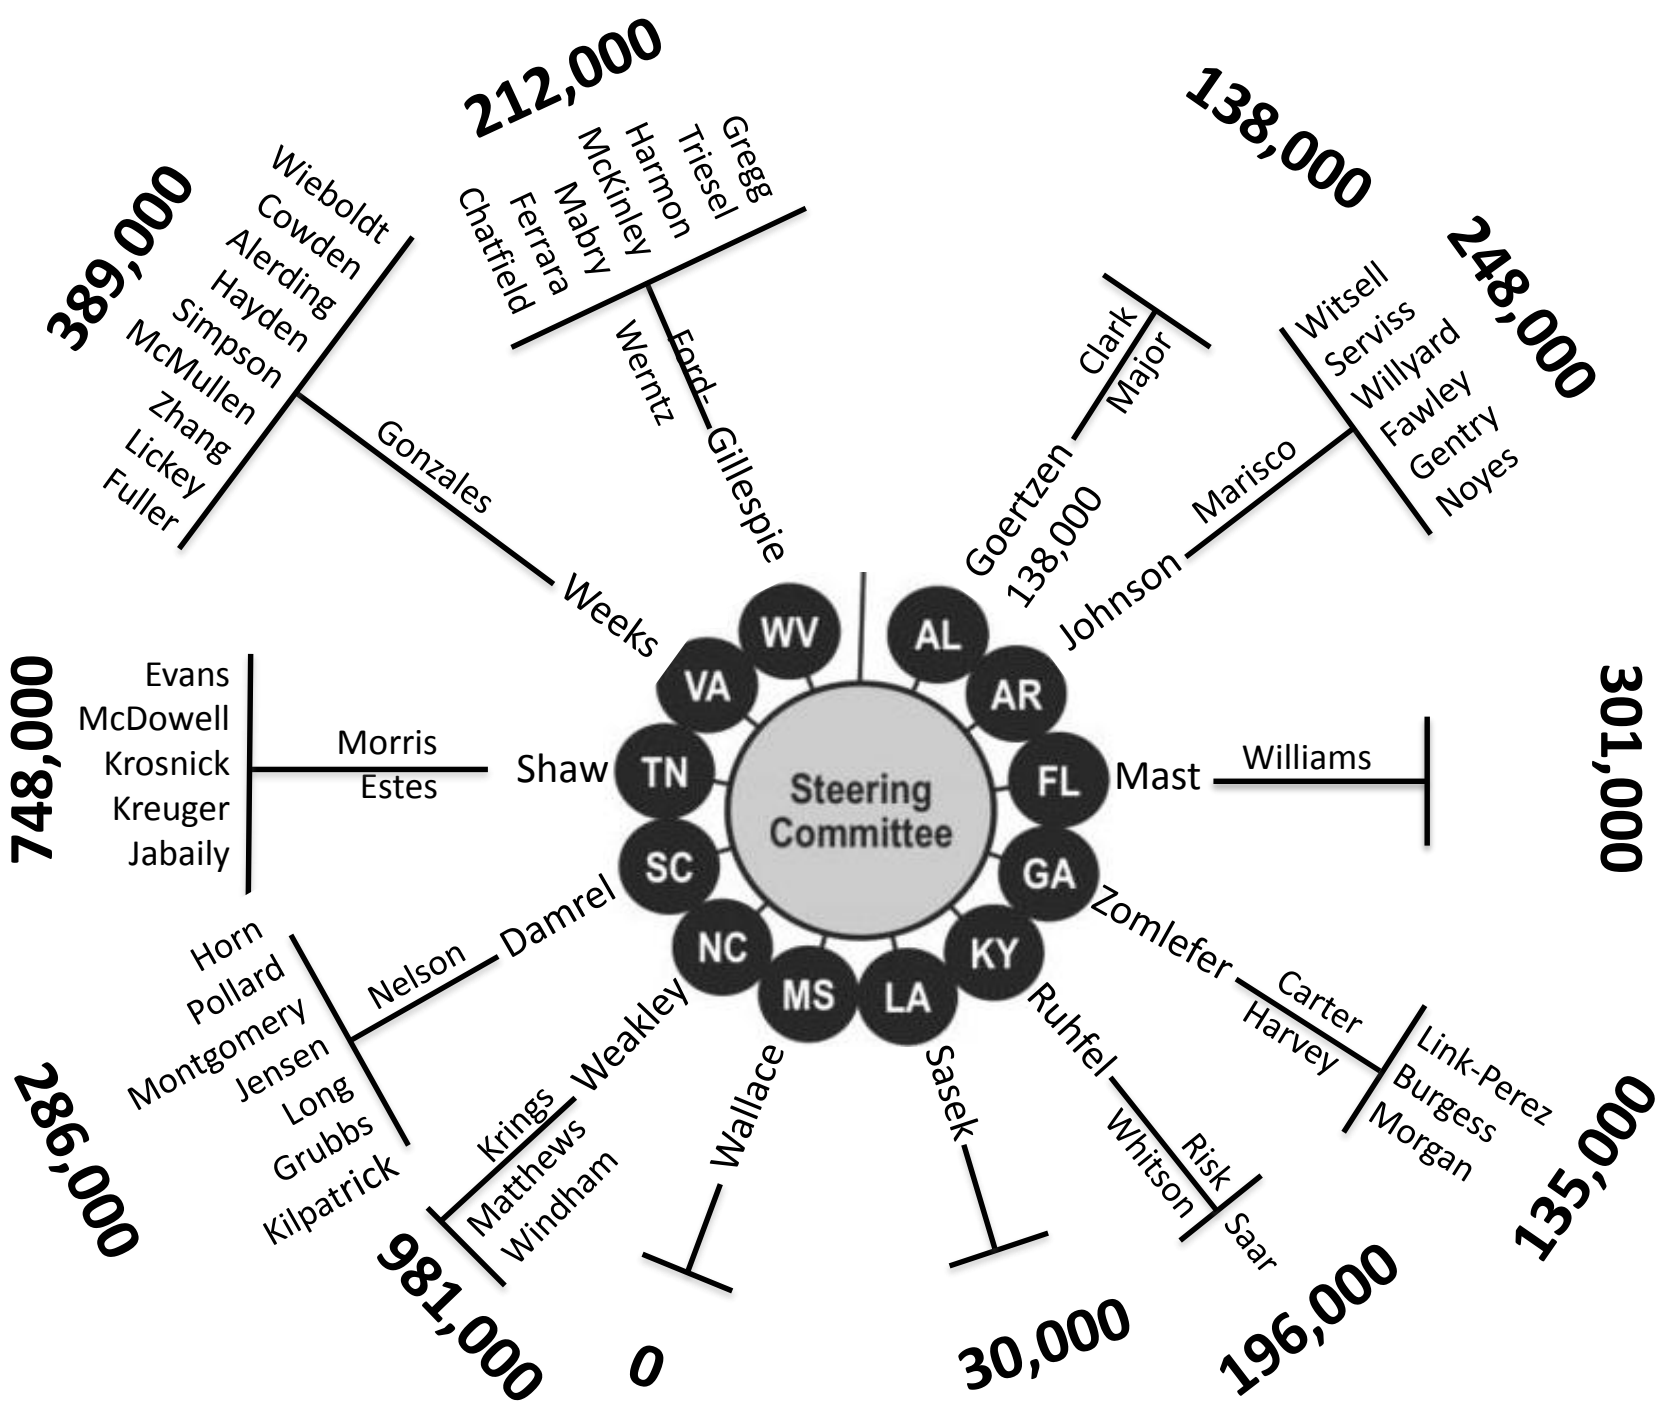 212,000
Gregg
Triesel
Harmon
McKinley
Mabry
Ferrara
Chatfield
Ford-
Werntz
Gillespie
WV
138,000
Clark
Major
Goertzen
138,000
AL
248,000
Witsell
Serviss
Willyard
Fawley
Gentry
Noyes
Marisco
Johnson
AR
301,000
Williams
Mast
FL
135,000
Link-Perez
Burgess
Morgan
Carter
Harvey
Zomlefer
GA
196,000
Saar
Risk
Whitson
Ruhfel
KY
30,000
Sasek
LA
0
Wallace
MS
981,000
Krings
Matthews
Windham
Weakley
NC
286,000
Horn
Pollard
Montgomery
Jensen
Long
Grubbs
Kilpatrick
Nelson
Damrel
SC
748,000
Evans
McDowell
Krosnick
Kreuger
Jabaily
Morris
Estes
Shaw
TN
389,000
Wieboldt
Cowden
Alerding
Hayden
Simpson
McMullen
Zhang
Lickey
Fuller
Gonzales
Weeks
VA
Steering
Committee